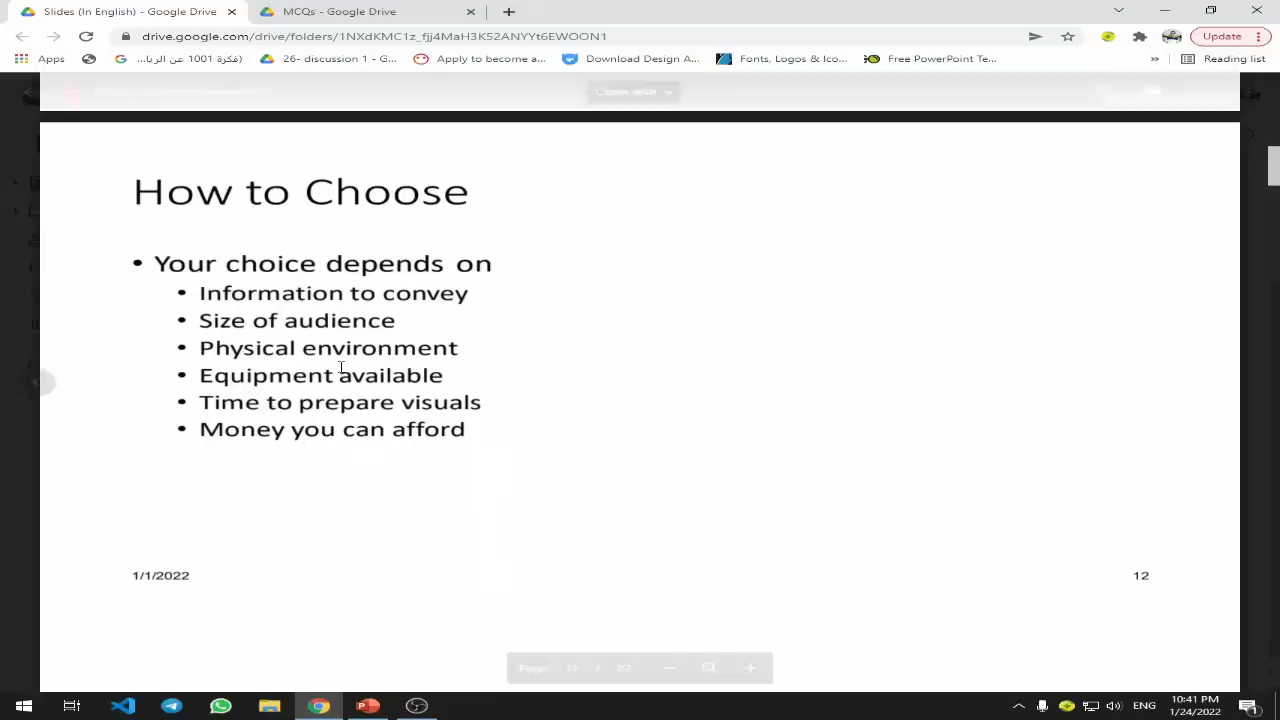 Slides (In English) - Google Drive
MCQS - Google Drive
drive.google.com/drive/folders/1NXdKMC1z_fjj4MaH3K52ANYYt6EWOON1
Update
Apps
فكرة 1001 عن الريا...
26- discussion 1 - G...
Apply to become a...
Download Design A...
Fonts, Logos & Ico...
Free PowerPoint Te...
Reading list
How to Choose
• Your choice depends on
• Information to convey
• Size of audience
• Physical environment
• Equipment available
• Time to prepare visuals
• Money you can afford
1/1/2022
12
Page
/
ENG
10:41 PM
1/24/2022
1